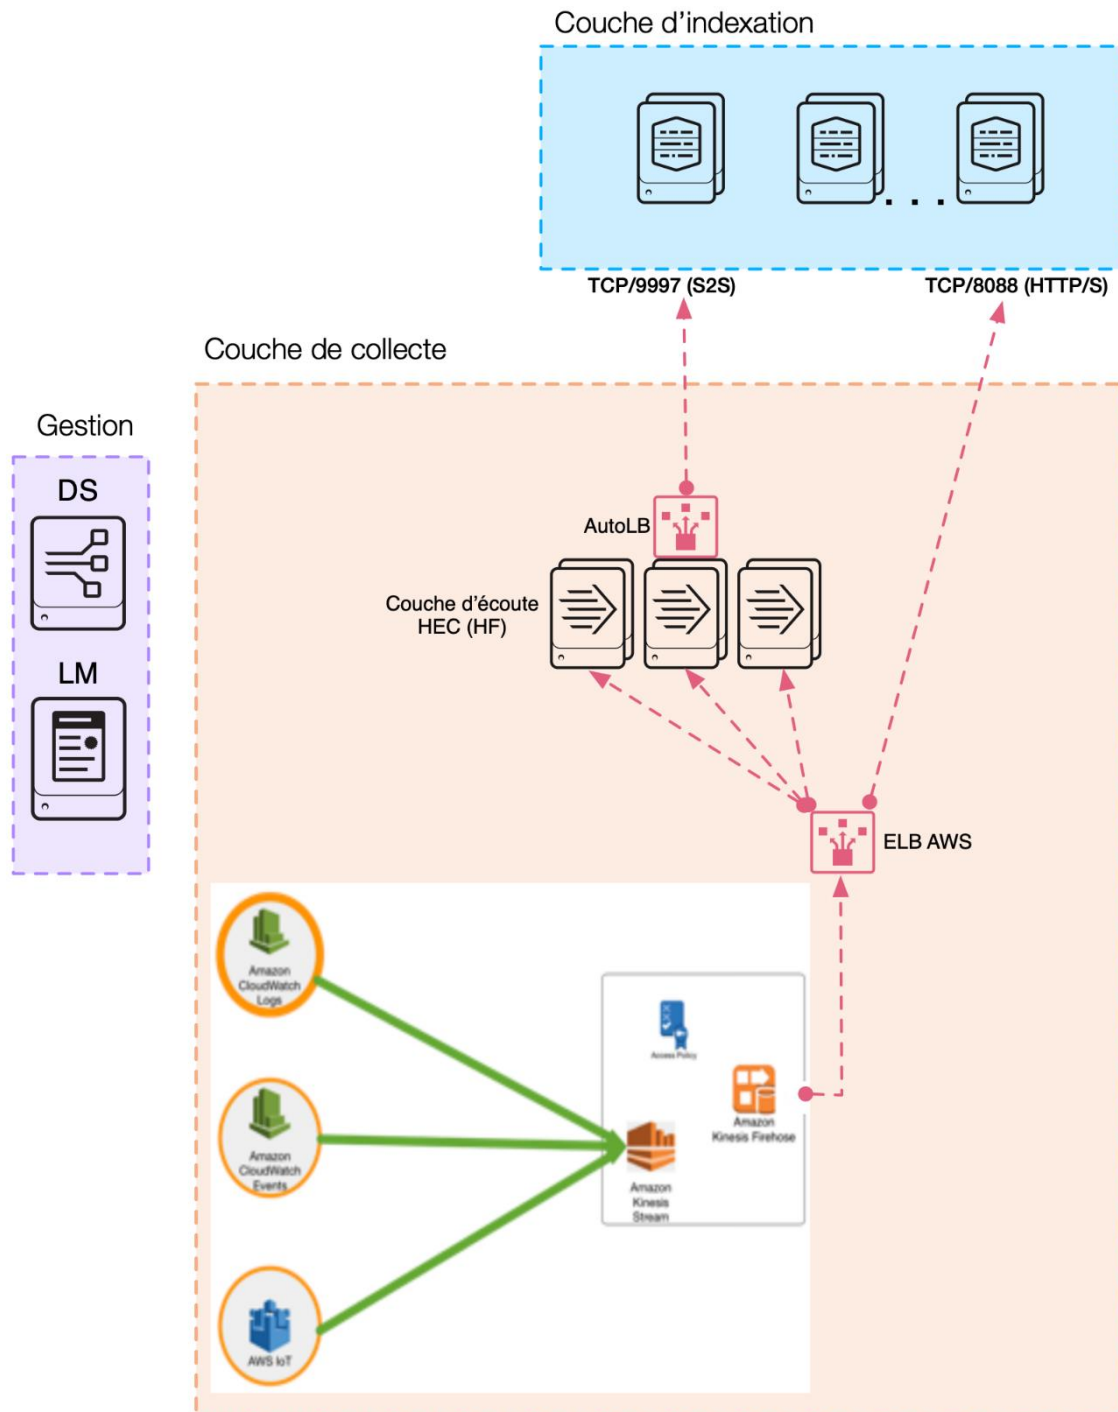 Couche d’indexation
TCP/9997 (S2S)
TCP/8088 (HTTP/S)
Couche de collecte
Gestion
DS
LM
AutoLB
Couche d’écoute
HEC (HF)
ELB AWS
Amazon
CloudWatch
Logs
Amazon
CloudWatch
Events
AWS IoT
Access Policy
Amazon
Kinesis Firehose
Amazon
Kinesis
Stream